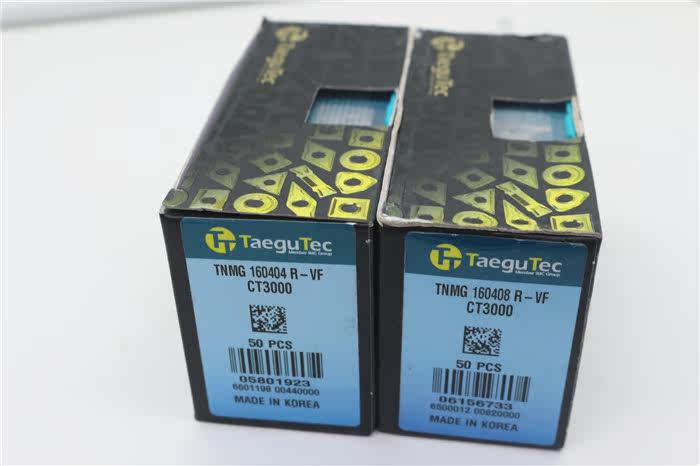 TaeguTec
TaeguTec
TaeguTec
Member IMC Group
TNMG 160404 R-VF
CT3000
50 PCS
05801923
6601198 00440000
MADE IN KOREA
TaeguTec
Member IMC Group
TNMG 160408 R-VF
CT3000
50 PCS
06156733
6500012 00820000
MADE IN KOREA